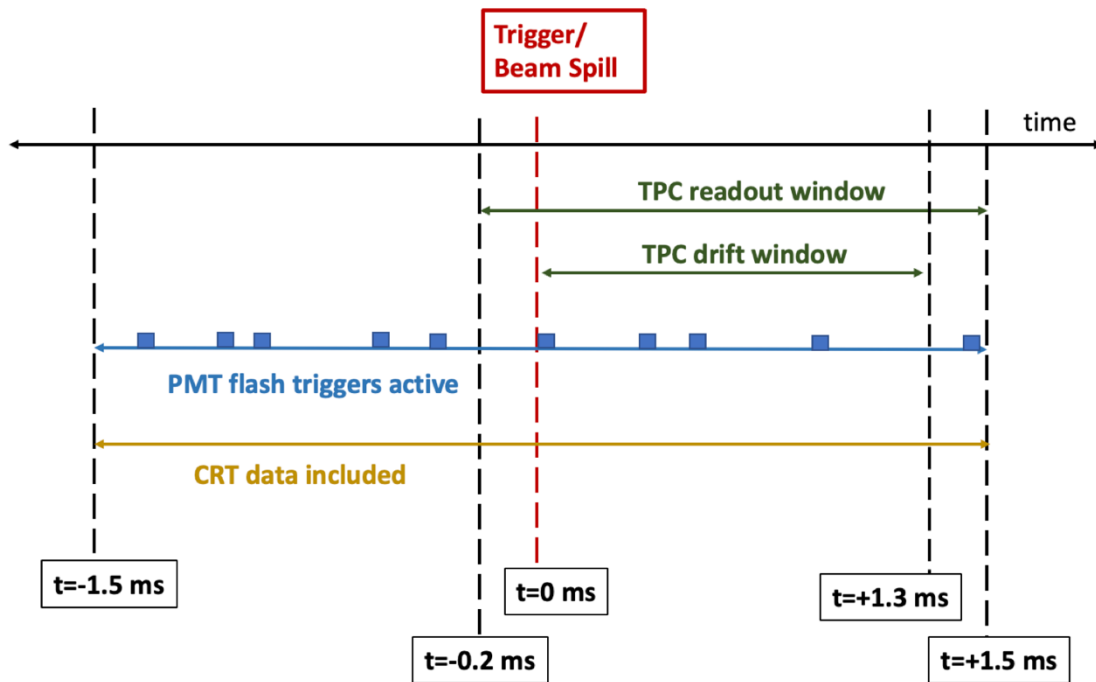 Trigger/
Beam Spill
time
TPC readout window
TPC drift window
PMT flash triggers active
CRT data included
t=-1.5 ms
t=0 ms
t=+1.3 ms
t=-0.2 ms
t=+1.5 ms